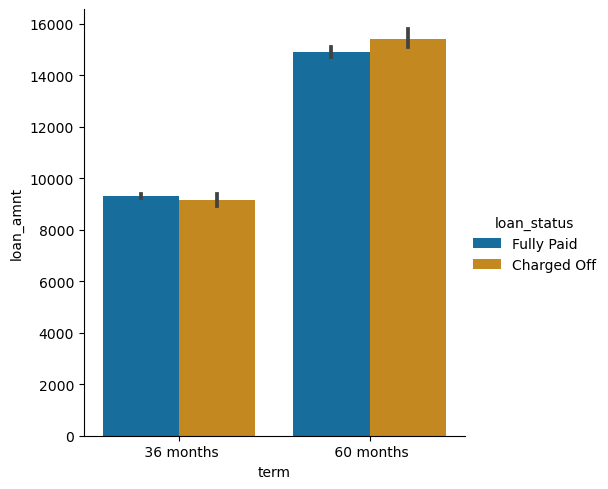 16000
14000
12000
10000
8000
6000
4000
2000
0
loan_amnt
36 months
60 months
term
loan_status
Fully Paid
Charged Off